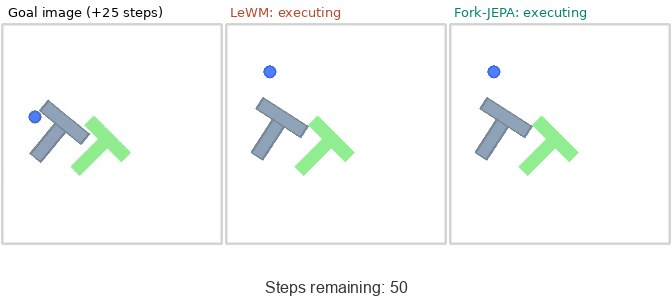 Goal image (+25 steps)
LeWM: executing
Fork-JEPA: executing
Steps remaining: 50